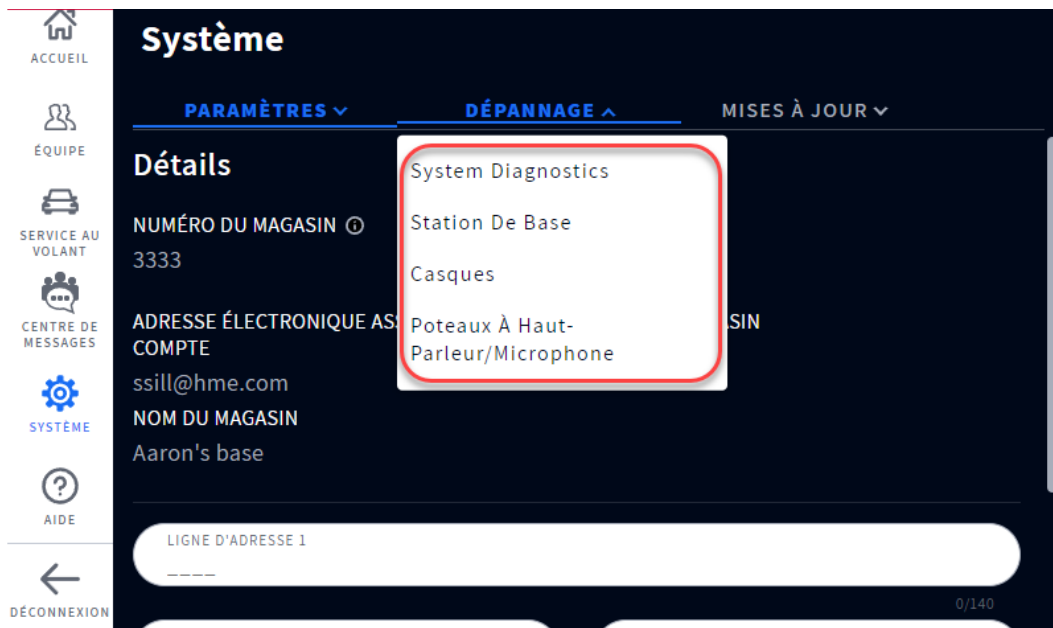 ACCUEIL
ÉQUIPE
SERVICE AU
VOLANT
CENTRE DE
MESSAGES
SYSTÈME
AIDE
DÉCONNEXION
Système
PARAMÈTRES
DÉPANNAGE
MISES À JOUR
System Diagnostics
Station De Base
Casques
Poteaux À Haut-
Parleur/Microphone
Détails
NUMÉRO DU MAGASIN
3333
ADRESSE ÉLECTRONIQUE
COMPTE
ssill@hme.com
NOM DU MAGASIN
Aaron's base
LIGNE D'ADRESSE 1
____
0/140